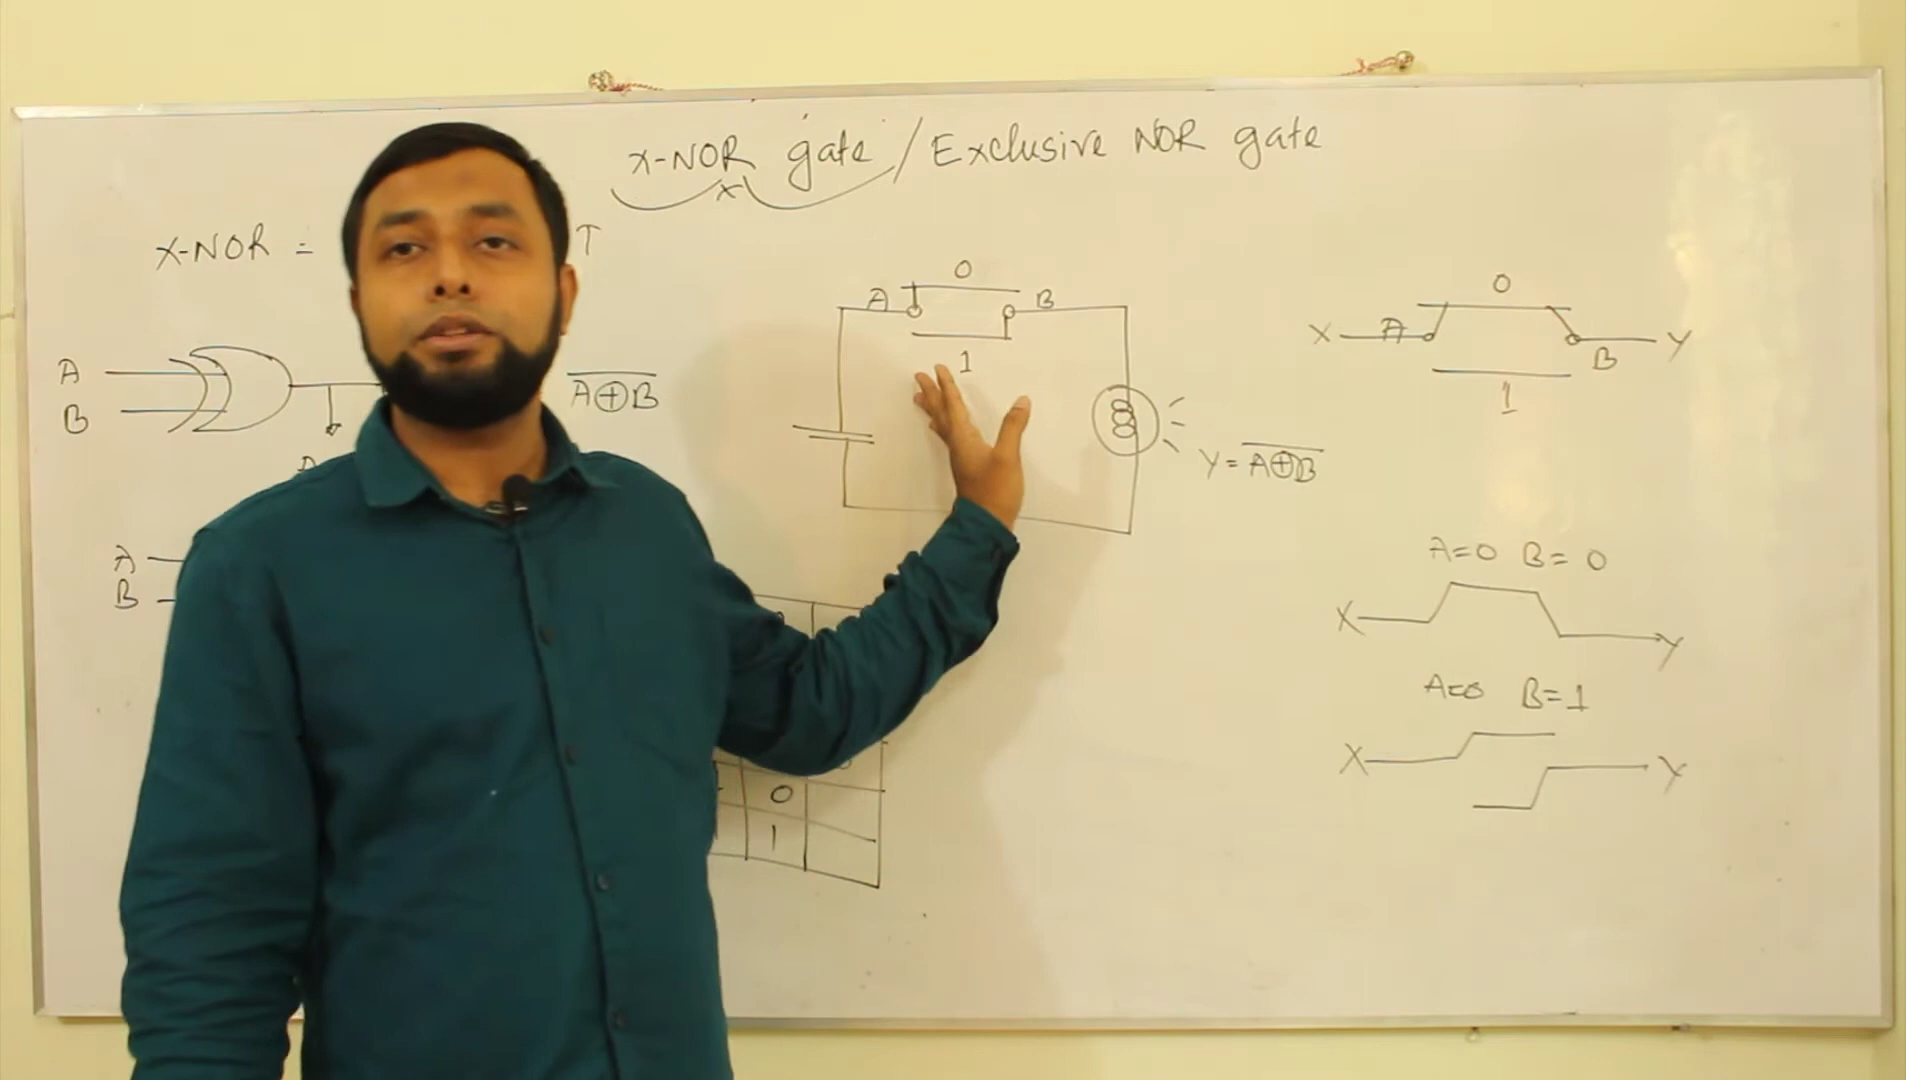 X-NOR gate / Exclusive NOR gate
X
X-NOR =
T
A
B
A̅⊕̅B̅
A
B
0
A B
1
Y = A̅⊕̅B̅
0
X A
B Y
1
A=0 B=0
X Y
A=0 B=1
X Y
0
1